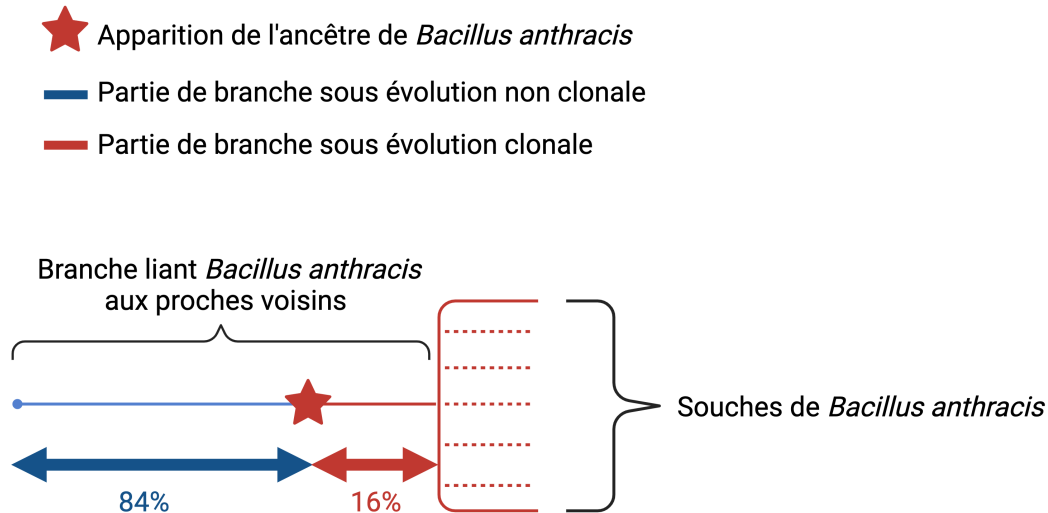 Apparition de l'ancêtre de Bacillus anthracis
Partie de branche sous évolution non clonale
Partie de branche sous évolution clonale
Branche liant Bacillus anthracis
aux proches voisins
Souches de Bacillus anthracis
84%
16%